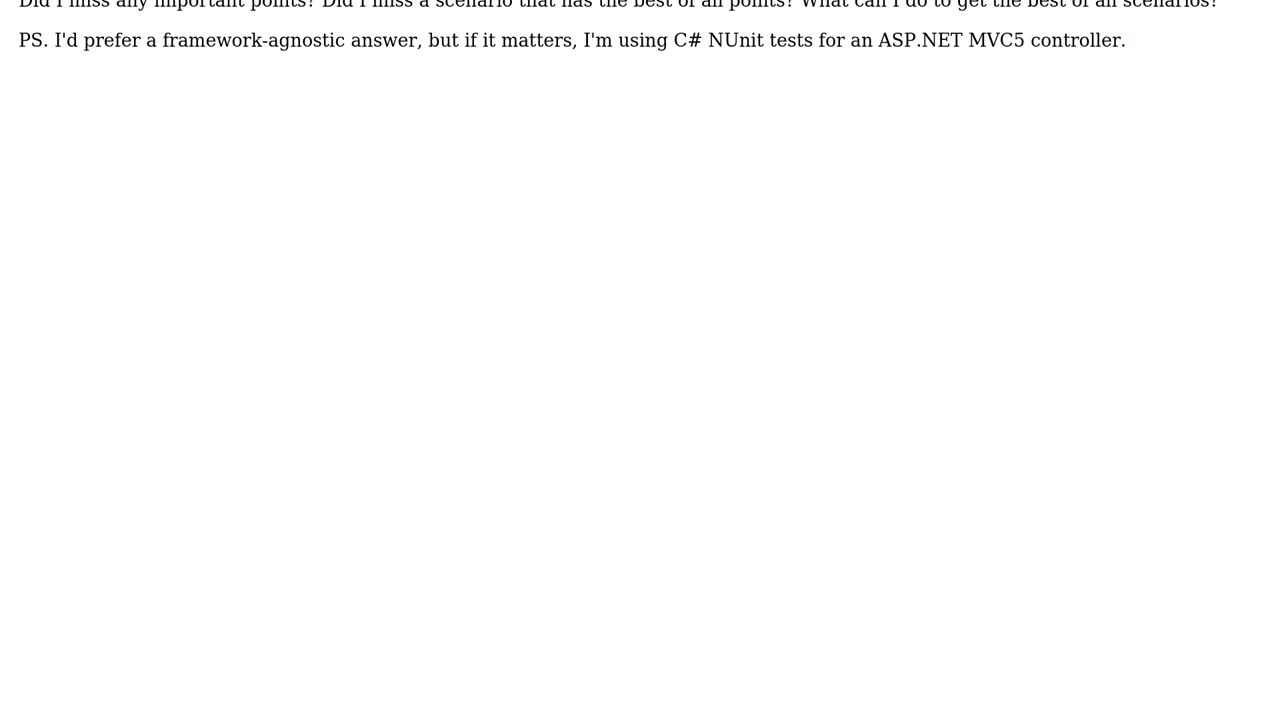 Did I miss any important points? Did I miss a scenario that has the best of all points? What can I do to get the best of all scenarios?
PS. I'd prefer a framework-agnostic answer, but if it matters, I'm using C# NUnit tests for an ASP.NET MVC5 controller.